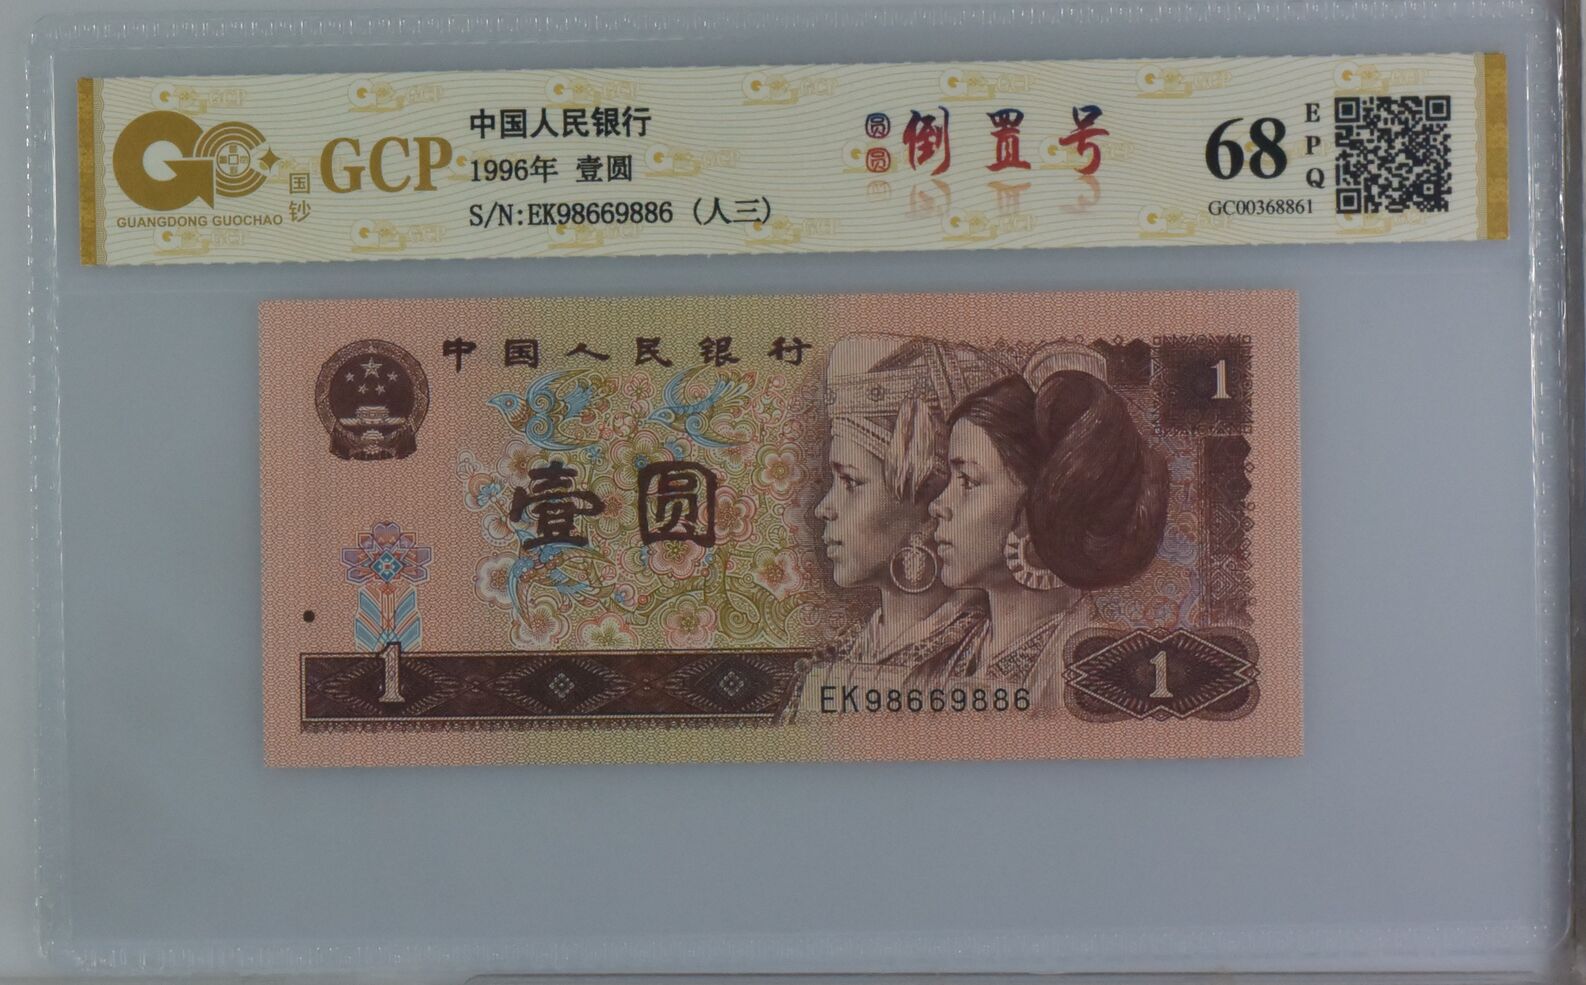 GCP
国钞
GUANGDONG GUOCHAO
中国人民银行
1996年 壹圆
S/N:EK98669886 (人三)
圆圆
倒置号
68
EPQ
GC00368861
中国人民银行
1
壹圆
1
EK98669886
1